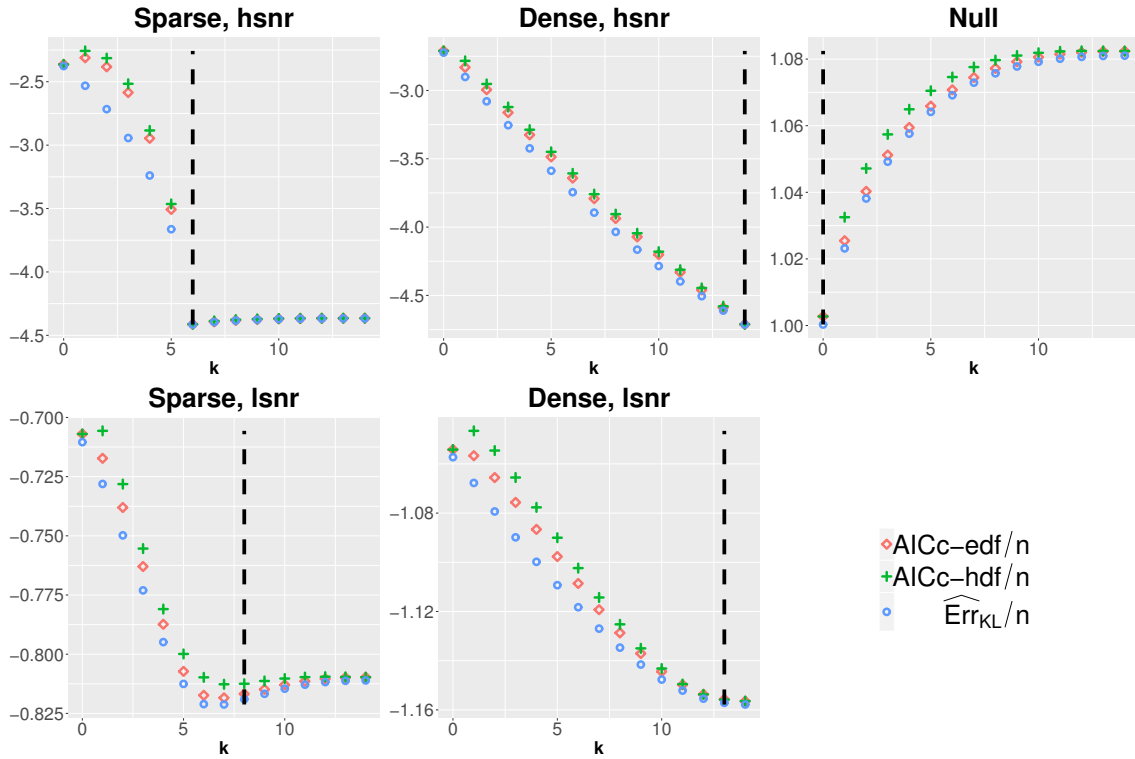 Sparse, hsnr
−2.5
−3.0
−3.5
−4.0
−4.5
0 5 10
k
Dense, hsnr
−3.0
−3.5
−4.0
−4.5
0 5 10
k
Null
1.08
1.06
1.04
1.02
1.00
0 5 10
k
Sparse, lsnr
−0.700
−0.725
−0.750
−0.775
−0.800
−0.825
0 5 10
k
Dense, lsnr
−1.08
−1.12
−1.16
0 5 10
k
AICc−edf/n
AICc−hdf/n
\widehat{Err}_{KL}/n